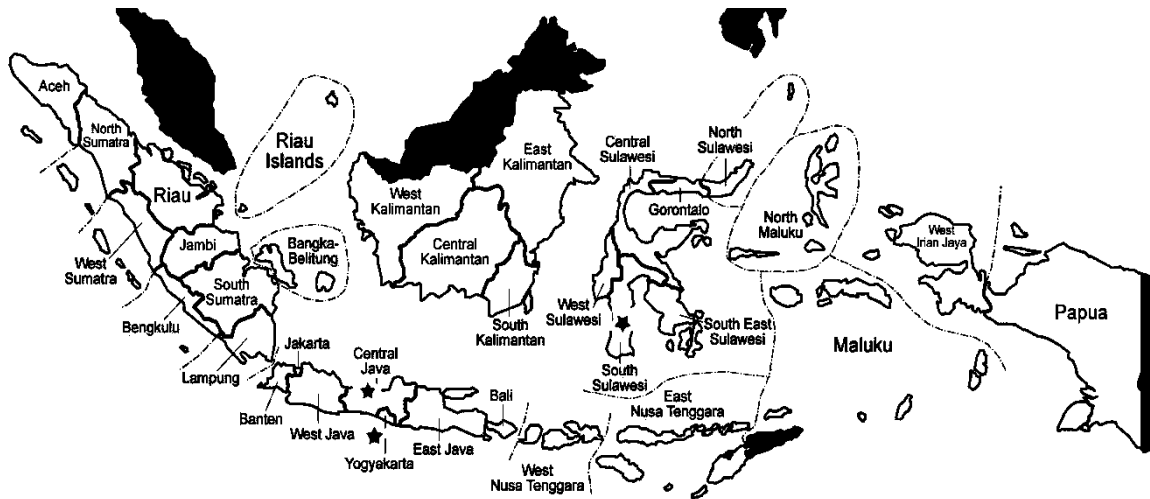 Aceh
North
Sumatra
Riau
Islands
Riau
West
Sumatra
Jambi
Bangka-
Belitung
South
Sumatra
Bengkulu
Lampung
Jakarta
Banten
West Java
Central
Java
Yogyakarta
East Java
Bali
West
Nusa Tenggara
East
Nusa Tenggara
West
Kalimantan
Central
Kalimantan
East
Kalimantan
South
Kalimantan
Central
Sulawesi
North
Sulawesi
Gorontalo
West
Sulawesi
South
Sulawesi
South East
Sulawesi
North
Maluku
Maluku
West
Irian Jaya
Papua